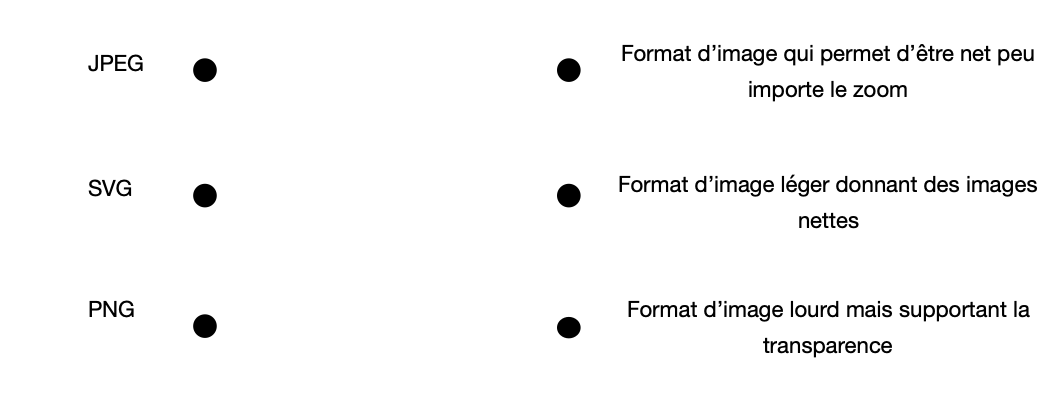 JPEG
Format d’image qui permet d’être net peu
importe le zoom
SVG
Format d’image léger donnant des images
nettes
PNG
Format d’image lourd mais supportant la
transparence